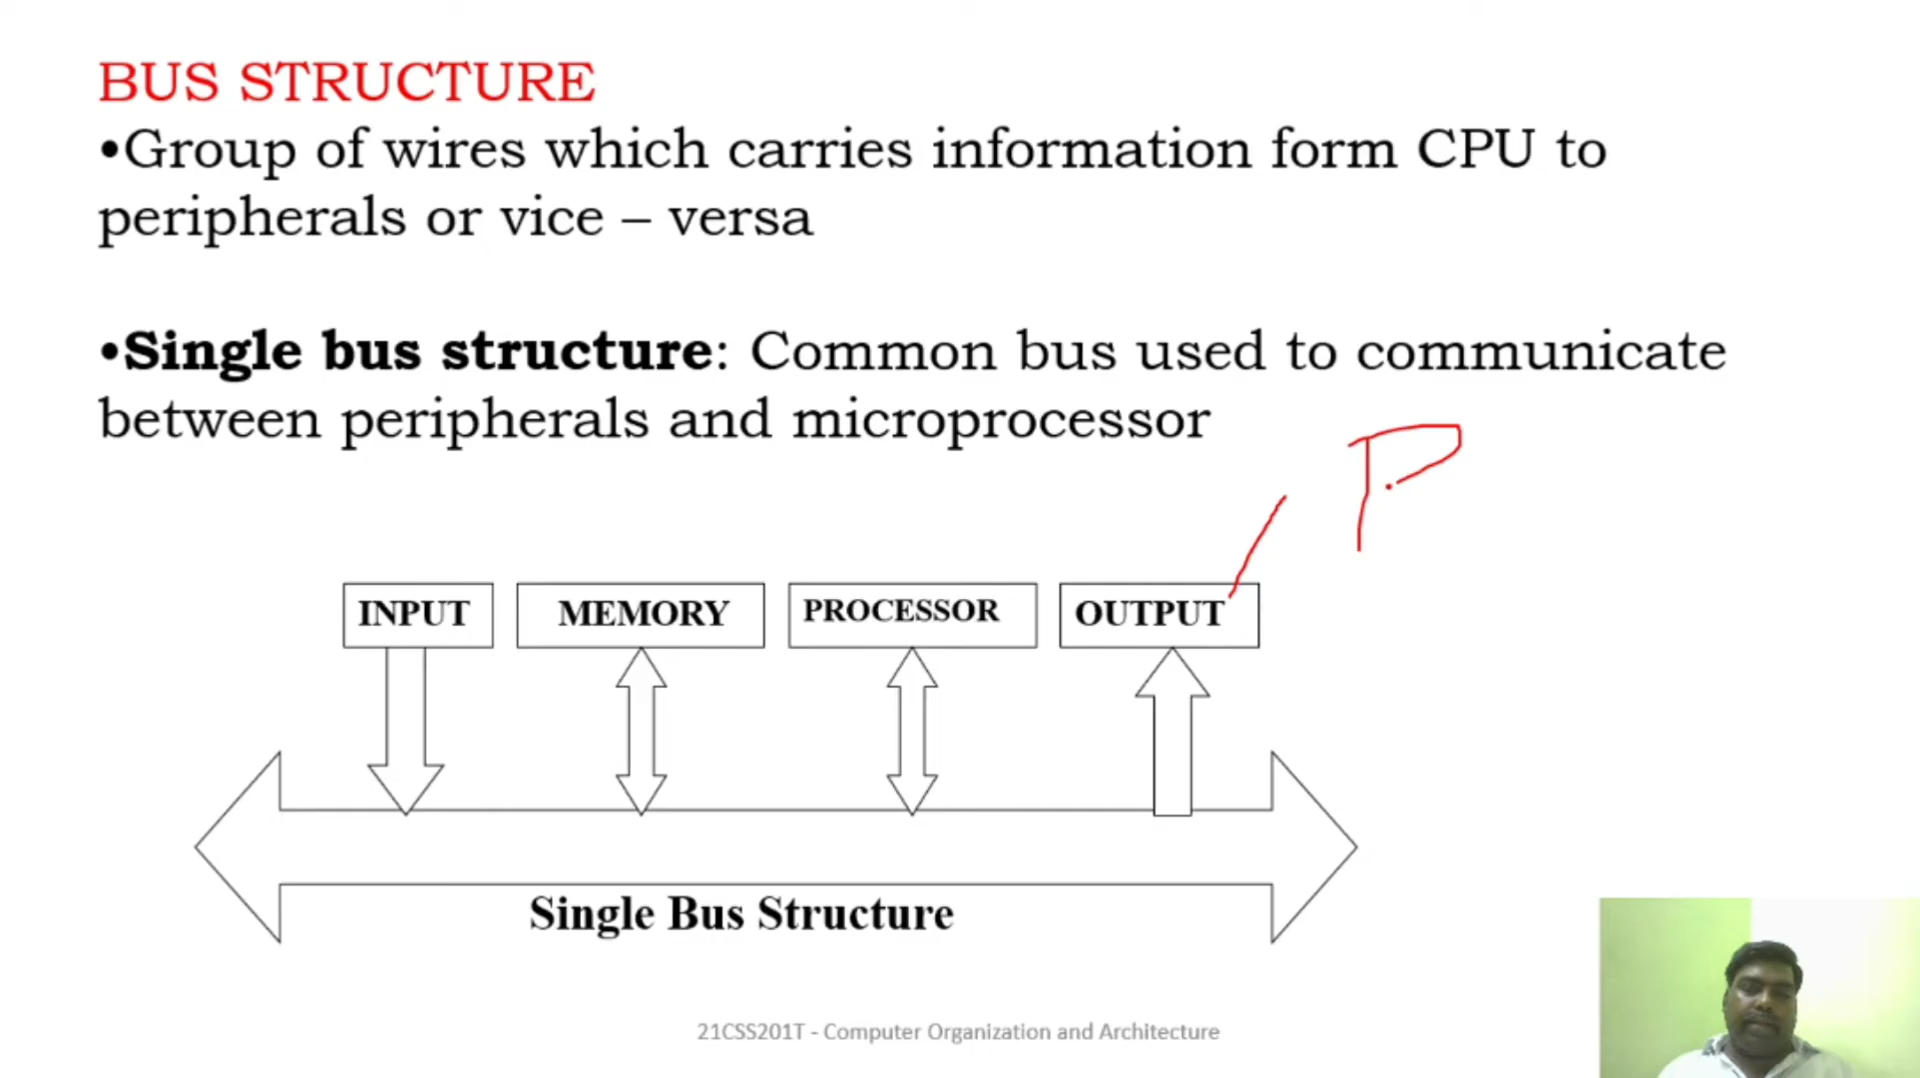 BUS STRUCTURE
•Group of wires which carries information form CPU to
peripherals or vice – versa
•Single bus structure: Common bus used to communicate
between peripherals and microprocessor
P
INPUT
MEMORY
PROCESSOR
OUTPUT
Single Bus Structure
21CSS201T - Computer Organization and Architecture